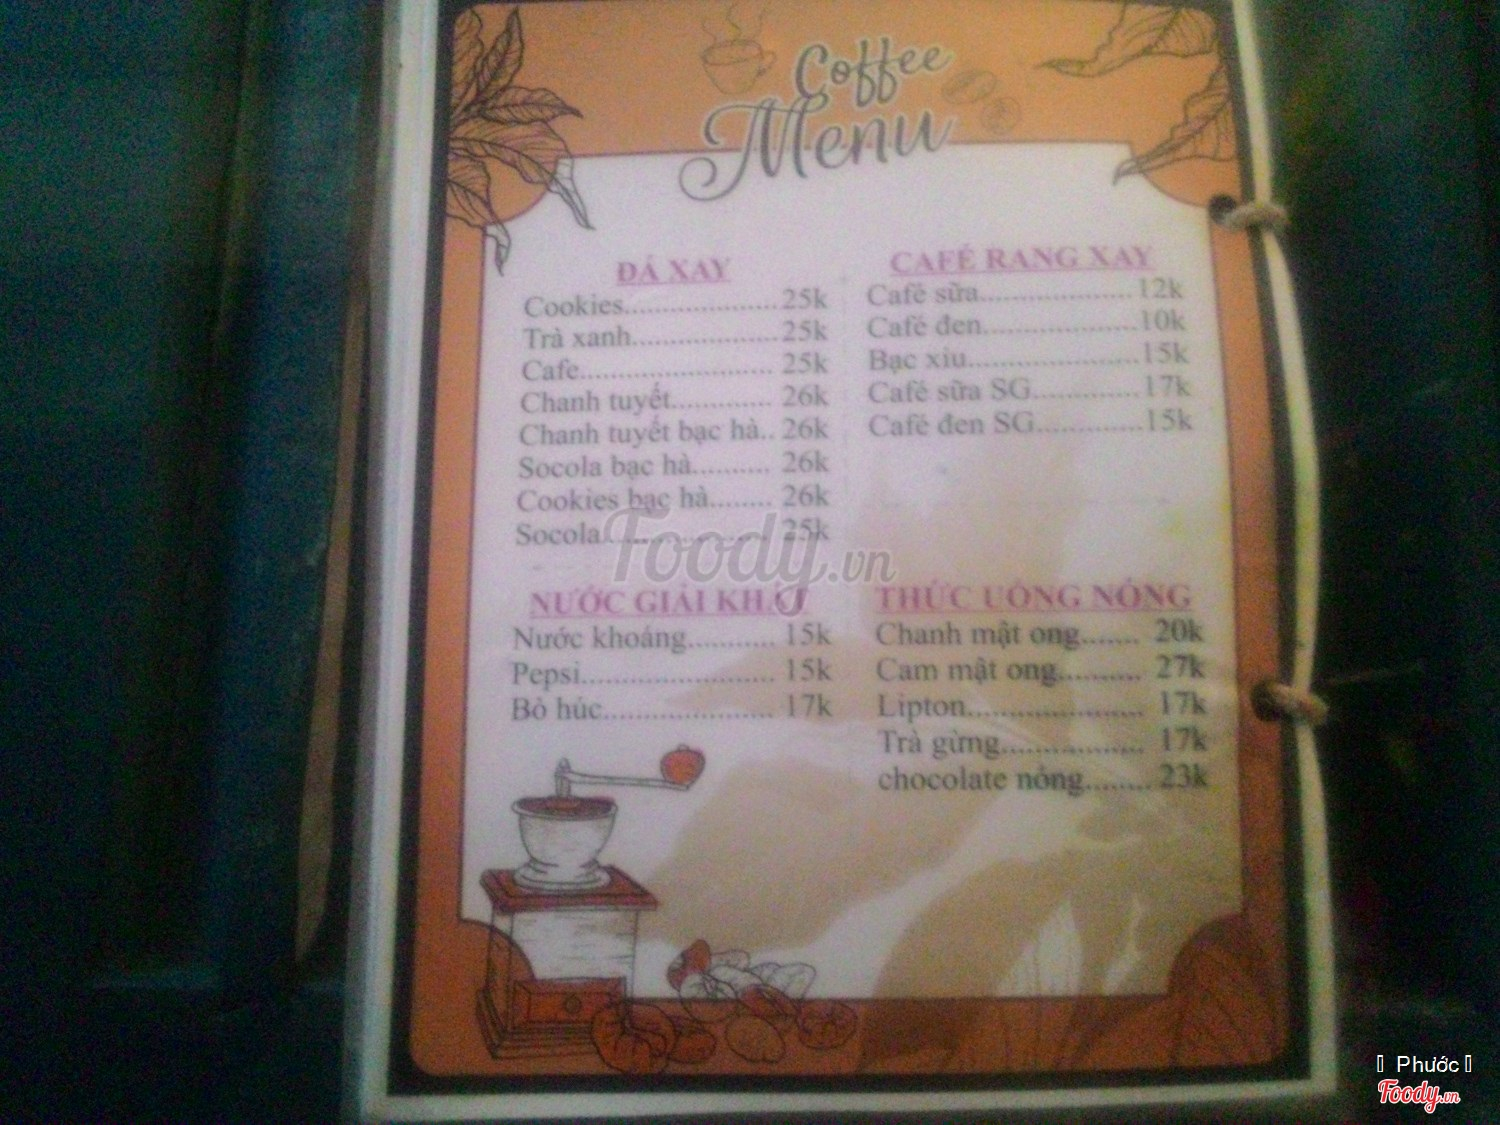 Coffee
Menu
ĐÁ XAY
Cookies....................25k
Trà xanh..................25k
Cafe........................ 25k
Chanh tuyết............. 26k
Chanh tuyết bạc hà.. 26k
Socola bạc hà.......... 26k
Cookies bạc hà........ 26k
Socola..................... 25k
CAFÉ RANG XAY
Café sữa...................12k
Café đen...................10k
Bạc xỉu.....................15k
Café sữa SG.............17k
Café đen SG.............15k
NƯỚC GIẢI KHÁT
Nước khoáng........... 15k
Pepsi........................ 15k
Bò húc..................... 17k
THỨC UỐNG NÓNG
Chanh mật ong....... 20k
Cam mật ong.......... 27k
Lipton...................... 17k
Trà gừng.................. 17k
chocolate nóng........ 23k
Foody.vn
Phước
Foody.vn